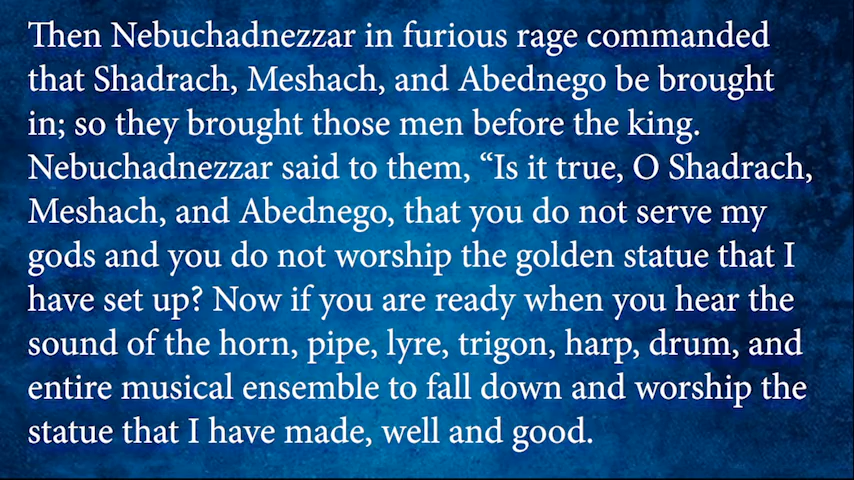 Then Nebuchadnezzar in furious rage commanded
that Shadrach, Meshach, and Abednego be brought
in; so they brought those men before the king.
Nebuchadnezzar said to them, “Is it true, O Shadrach,
Meshach, and Abednego, that you do not serve my
gods and you do not worship the golden statue that I
have set up? Now if you are ready when you hear the
sound of the horn, pipe, lyre, trigon, harp, drum, and
entire musical ensemble to fall down and worship the
statue that I have made, well and good.